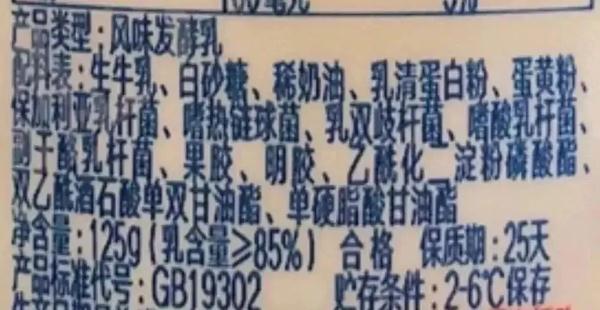 产品类型:风味发酵乳
配料表:生牛乳、白砂糖、稀奶油、乳清蛋白粉、蛋黄粉、
保加利亚乳杆菌、嗜热链球菌、乳双歧杆菌、嗜酸乳杆菌、
副干酸乳杆菌、果胶、明胶、乙酰化二淀粉磷酸酯、
双乙酰酒石酸单双甘油酯、单硬脂酸甘油酯
净含量:125g(乳含量≥85%) 合格 保质期:25天
产品标准代号:GB19302 贮存条件:2-6℃保存